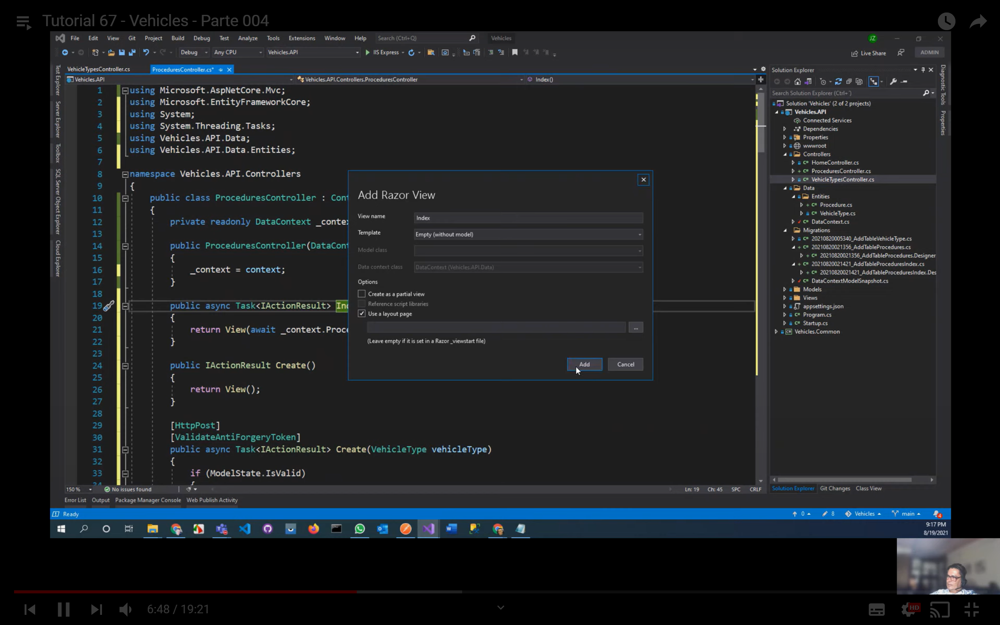 Tutorial 67 - Vehicles - Parte 004
File Edit View Git Project Build Debug Test Analyze Tools Extensions Window Help Search (Ctrl+Q) Vehicles JZ
Debug Any CPU Vehicles.API IIS Express Live Share ADMIN
VehicleTypesController.cs ProceduresController.cs*
Vehicles.API Vehicles.API.Controllers.ProceduresController Index()
Test Explorer
Server Explorer
Toolbox
SQL Server Object Explorer
Cloud Explorer
1 using Microsoft.AspNetCore.Mvc;
2 using Microsoft.EntityFrameworkCore;
3 using System;
4 using System.Threading.Tasks;
5 using Vehicles.API.Data;
6 using Vehicles.API.Data.Entities;
7
8 namespace Vehicles.API.Controllers
9 {
10 public class ProceduresController : Cont
11 {
12 private readonly DataContext _contex
13
14 public ProceduresController(DataCont
15 {
16 _context = context;
17 }
18
19 public async Task<IActionResult> Ind
20 {
21 return View(await _context.Proce
22 }
23
24 public IActionResult Create()
25 {
26 return View();
27 }
28
29 [HttpPost]
30 [ValidateAntiForgeryToken]
31 public async Task<IActionResult> Create(VehicleType vehicleType)
32 {
33 if (ModelState.IsValid)
34 {
Add Razor View
View name Index
Template Empty (without model)
Model class
Data context class DataContext (Vehicles.API.Data)
Options
Create as a partial view
Reference script libraries
Use a layout page
...
(Leave empty if it is set in a Razor _viewstart file)
Add Cancel
150 % No issues found Ln: 19 Ch: 45 SPC CRLF
Error List Output Package Manager Console Web Publish Activity
Solution Explorer
Search Solution Explorer (Ctrl+´)
Solution 'Vehicles' (2 of 2 projects)
Vehicles.API
Connected Services
Dependencies
Properties
wwwroot
Controllers
HomeController.cs
ProceduresController.cs
VehicleTypesController.cs
Data
Entities
Procedure.cs
VehicleType.cs
DataContext.cs
Migrations
20210820005340_AddTableVehicleType.cs
20210820021356_AddTableProcedures.cs
20210820021356_AddTableProcedures.Designer
20210820021421_AddTableProceduresIndex.cs
20210820021421_AddTableProceduresIndex.Des
DataContextModelSnapshot.cs
Models
Views
appsettings.json
Program.cs
Startup.cs
Vehicles.Common
Solution Explorer Git Changes Class View
Diagnostic Tools
Properties
Ready 0 8 Vehicles main 4
9:17 PM
8/19/2021
6:48 / 19:21
HD